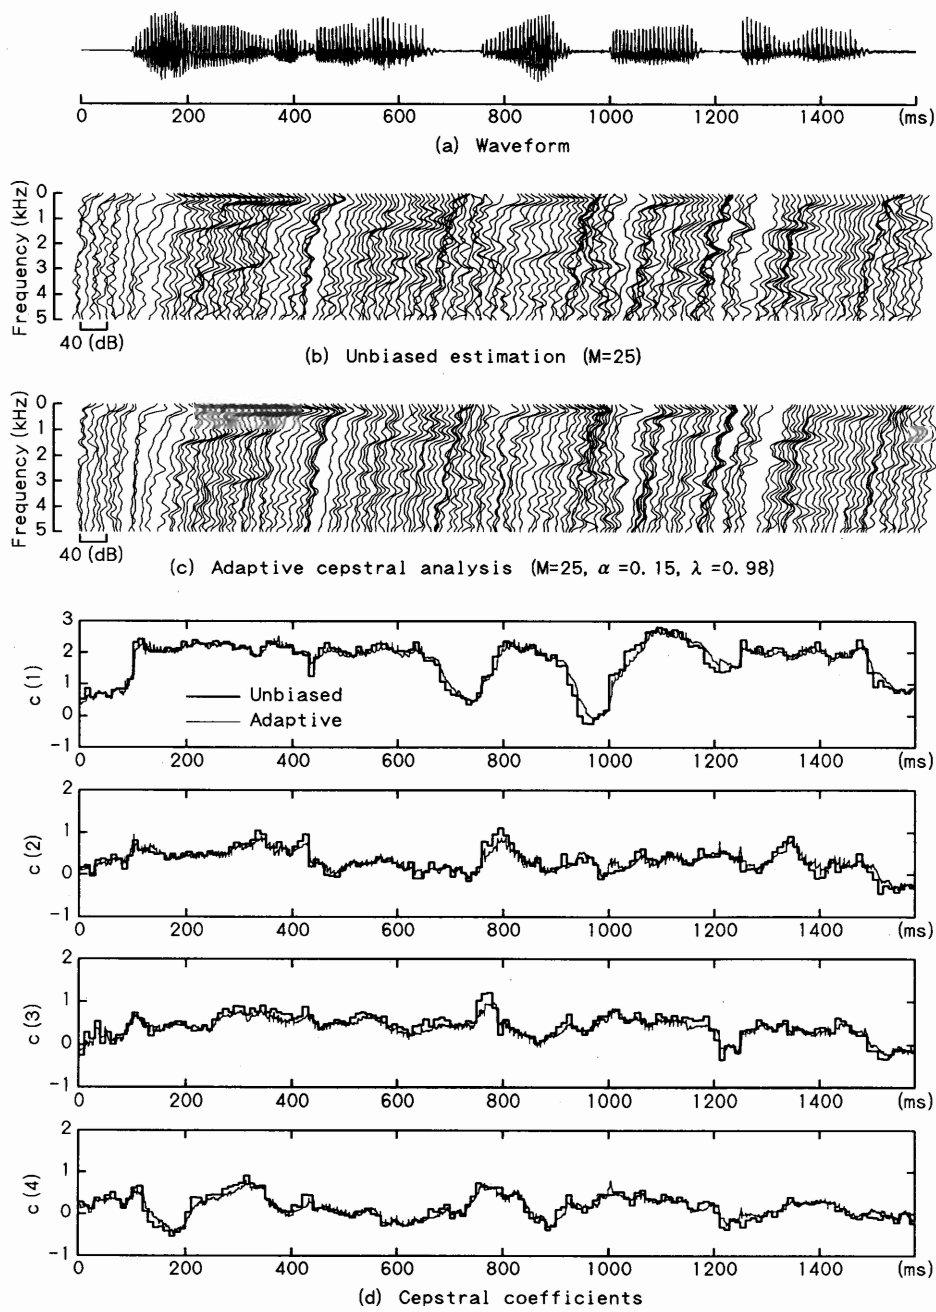 0 200 400 600 800 1000 1200 1400 (ms)
(a) Waveform
Frequency (kHz)
0
1
2
3
4
5
40 (dB)
(b) Unbiased estimation (M=25)
Frequency (kHz)
0
1
2
3
4
5
40 (dB)
(c) Adaptive cepstral analysis (M=25, α=0.15, λ=0.98)
c (1)
3
2
1
0
-1
Unbiased
Adaptive
0 200 400 600 800 1000 1200 1400 (ms)
c (2)
2
1
0
-1
0 200 400 600 800 1000 1200 1400 (ms)
c (3)
2
1
0
-1
0 200 400 600 800 1000 1200 1400 (ms)
c (4)
2
1
0
-1
0 200 400 600 800 1000 1200 1400 (ms)
(d) Cepstral coefficients